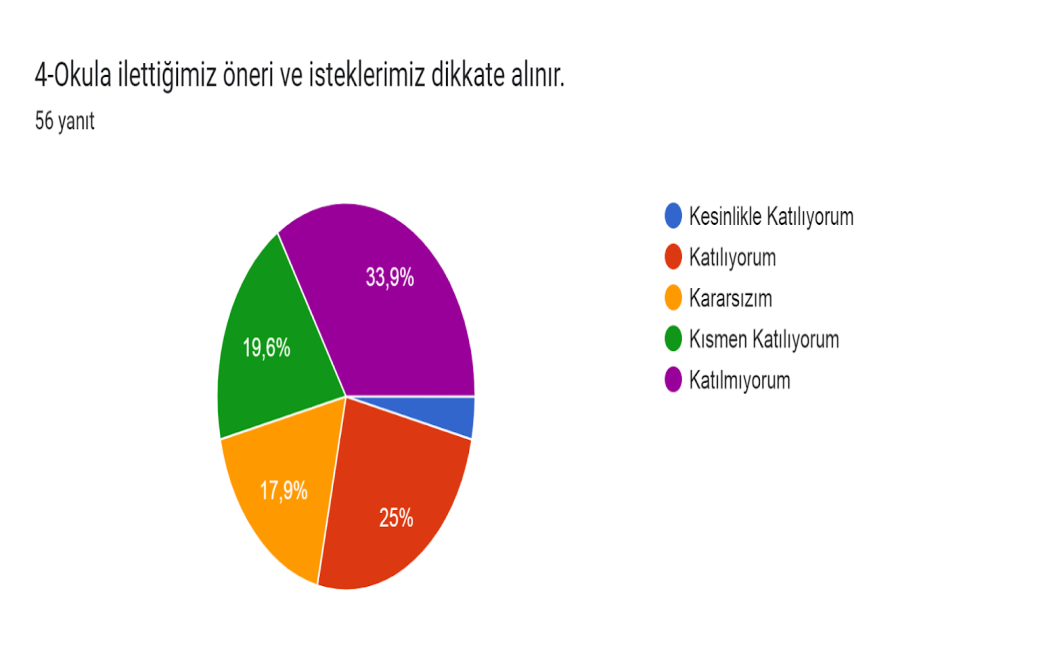 4-Okula ilettiğimiz öneri ve isteklerimiz dikkate alınır.
56 yanıt
33,9%
19,6%
17,9%
25%
Kesinlikle Katılıyorum
Katılıyorum
Kararsızım
Kısmen Katılıyorum
Katılmıyorum